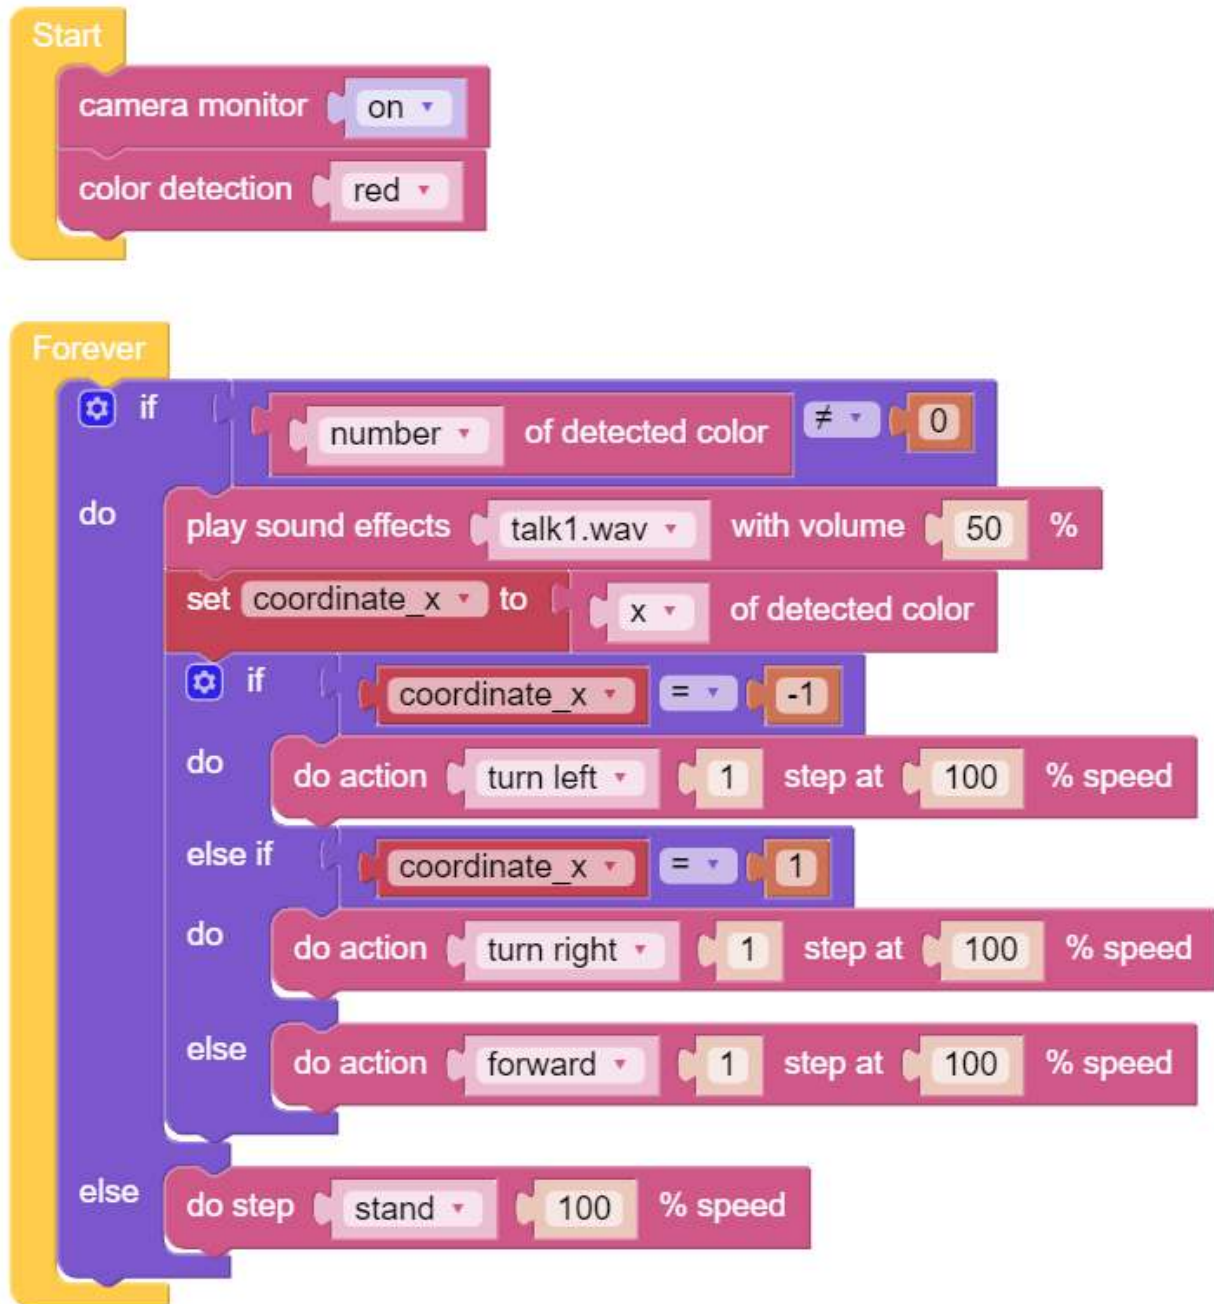 Start
camera monitor on
color detection red
Forever
if number of detected color ≠ 0
do play sound effects talk1.wav with volume 50 %
set coordinate_x to x of detected color
if coordinate_x = -1
do do action turn left 1 step at 100 % speed
else if coordinate_x = 1
do do action turn right 1 step at 100 % speed
else do action forward 1 step at 100 % speed
else do step stand 100 % speed